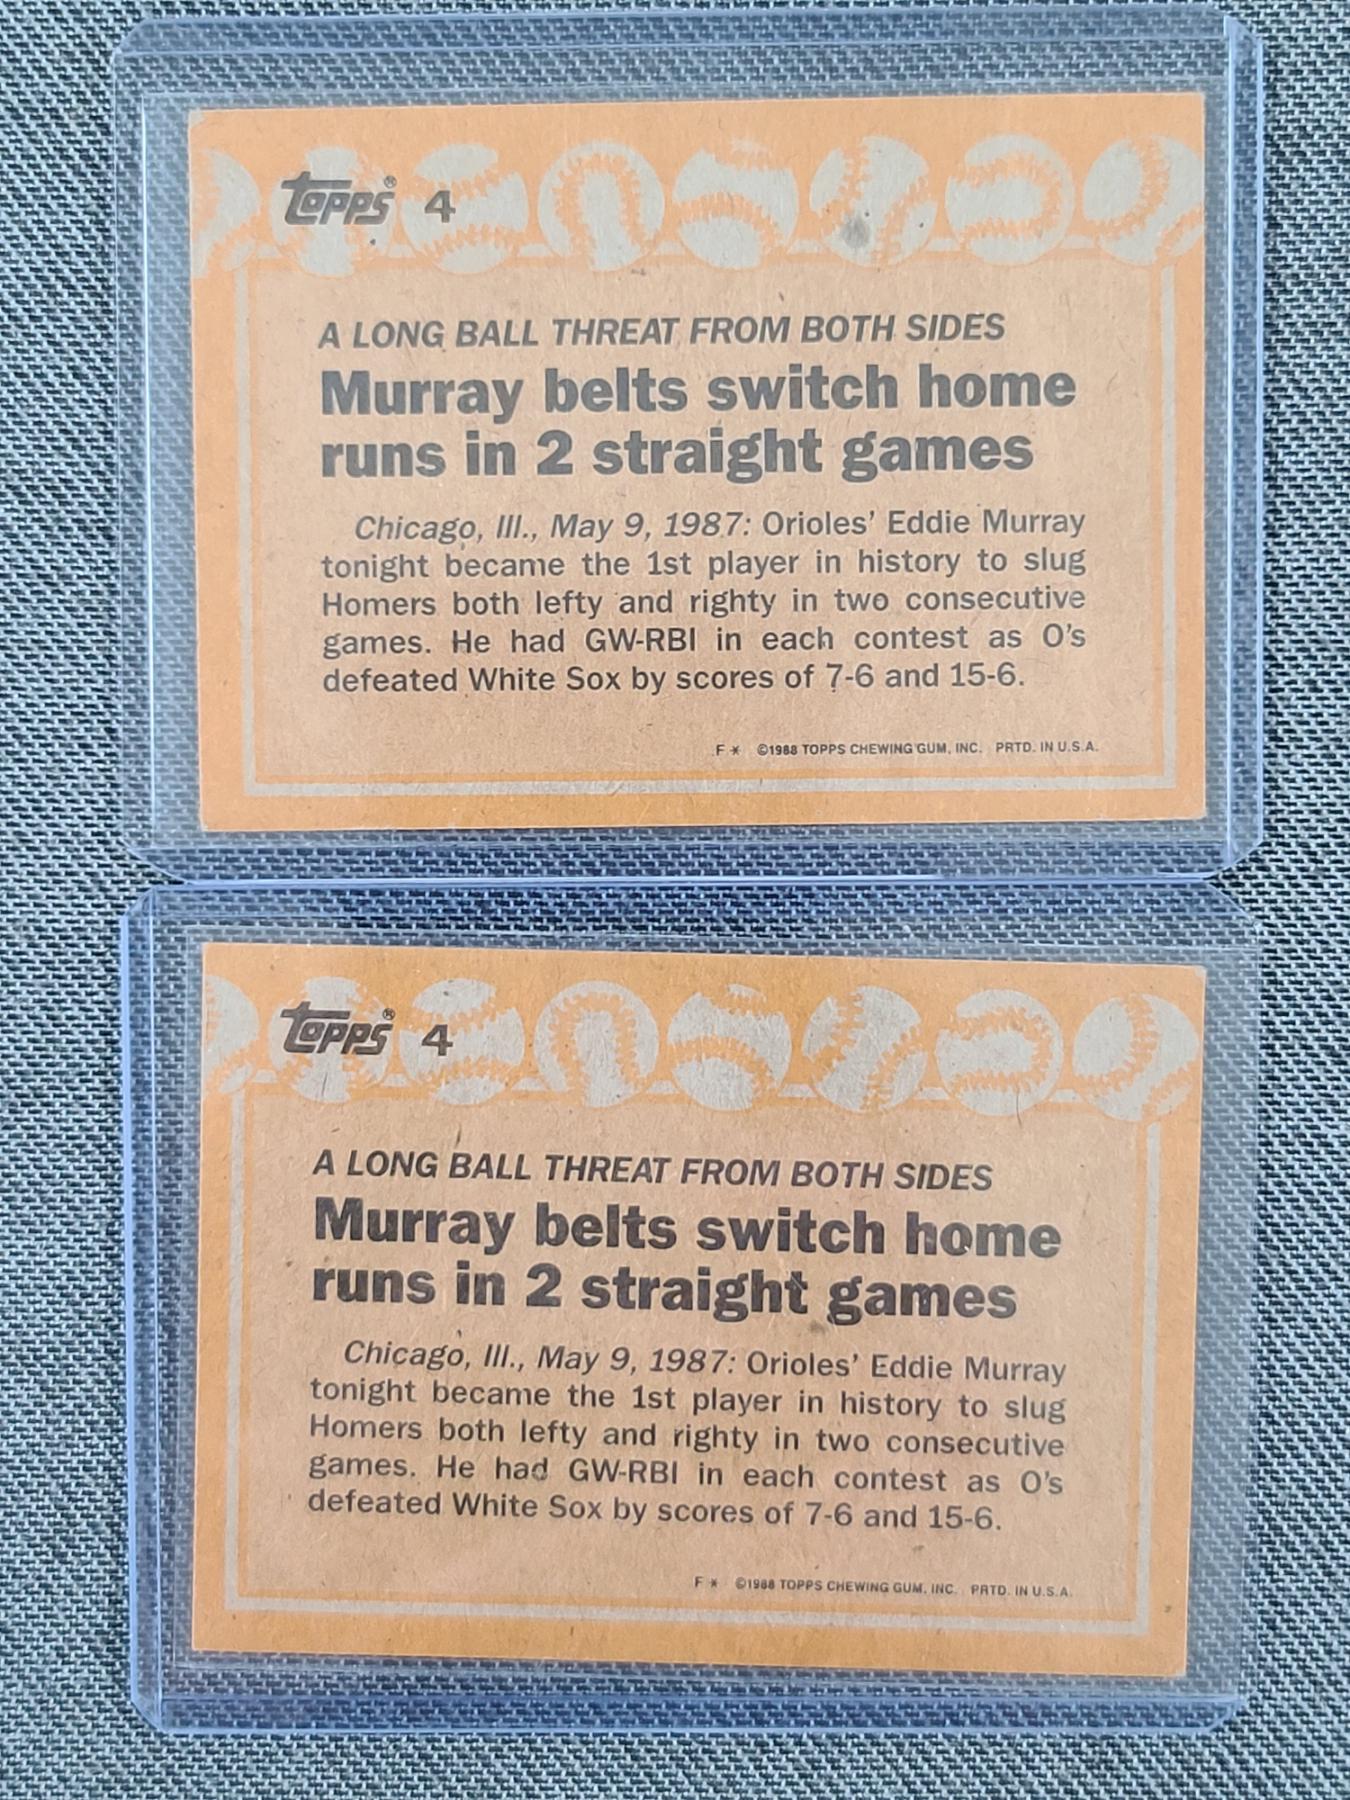 Topps® 4
A LONG BALL THREAT FROM BOTH SIDES
Murray belts switch home
runs in 2 straight games
Chicago, Ill., May 9, 1987: Orioles' Eddie Murray
tonight became the 1st player in history to slug
Homers both lefty and righty in two consecutive
games. He had GW-RBI in each contest as O's
defeated White Sox by scores of 7-6 and 15-6.
F * ©1988 TOPPS CHEWING GUM, INC. PRTD. IN U.S.A.
Topps® 4
A LONG BALL THREAT FROM BOTH SIDES
Murray belts switch home
runs in 2 straight games
Chicago, Ill., May 9, 1987: Orioles' Eddie Murray
tonight became the 1st player in history to slug
Homers both lefty and righty in two consecutive
games. He had GW-RBI in each contest as O's
defeated White Sox by scores of 7-6 and 15-6.
F * ©1988 TOPPS CHEWING GUM, INC. PRTD. IN U.S.A.